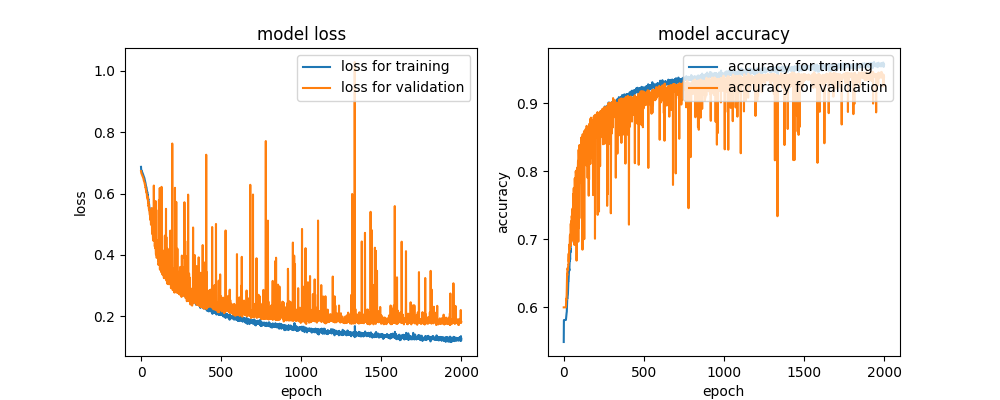 model loss
loss for training
loss for validation
1.0
0.8
0.6
0.4
0.2
loss
0
500
1000
1500
2000
epoch
model accuracy
accuracy for training
accuracy for validation
0.9
0.8
0.7
0.6
accuracy
0
500
1000
1500
2000
epoch